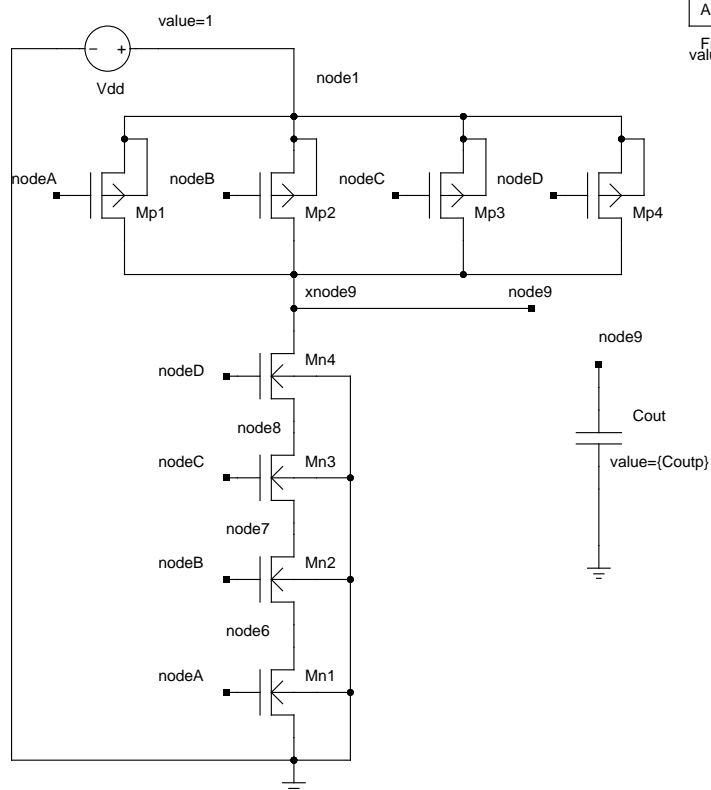 value=1
A
Vdd
node1
nodeA
nodeB
nodeC
nodeD
Mp1
Mp2
Mp3
Mp4
xnode9
node9
node9
nodeD
Mn4
Cout
node8
nodeC
Mn3
value={Coutp}
node7
nodeB
Mn2
node6
nodeA
Mn1